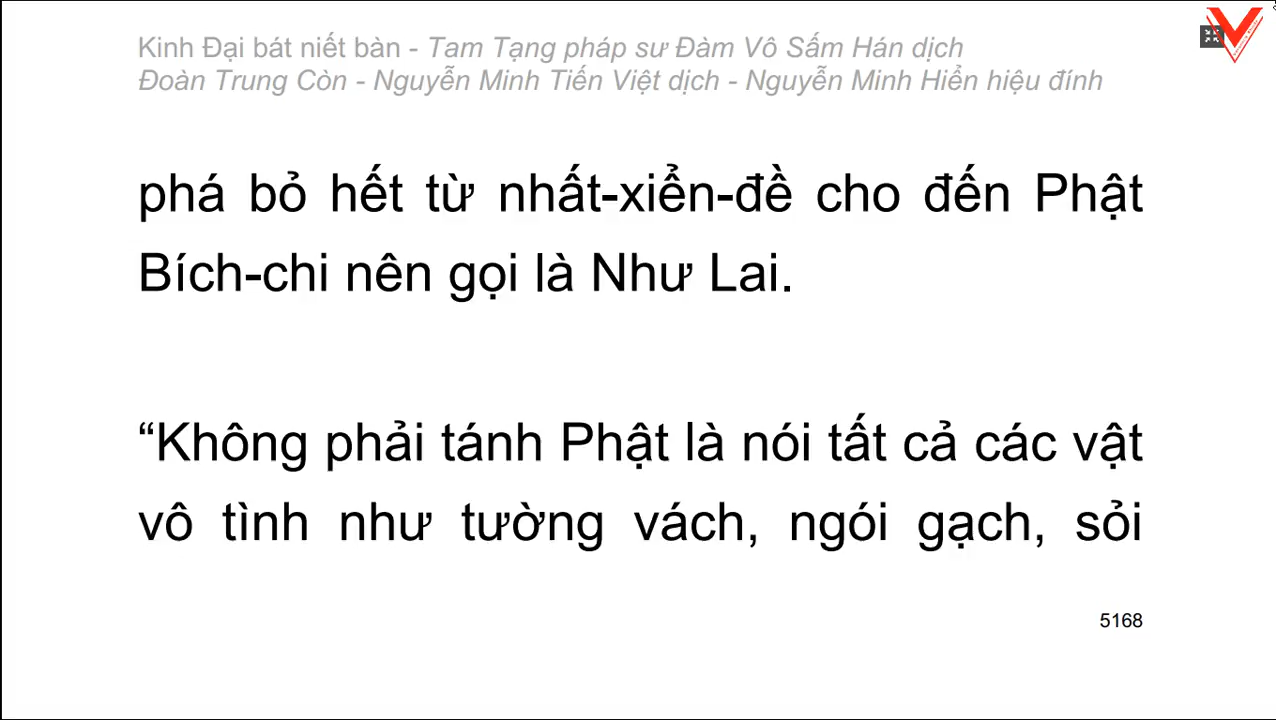 Kinh Đại bát niết bàn - Tam Tạng pháp sư Đàm Vô Sấm Hán dịch
Đoàn Trung Còn - Nguyễn Minh Tiến Việt dịch - Nguyễn Minh Hiển hiệu đính
phá bỏ hết từ nhất-xiển-đề cho đến Phật
Bích-chi nên gọi là Như Lai.
“Không phải tánh Phật là nói tất cả các vật
vô tình như tường vách, ngói gạch, sỏi
5168